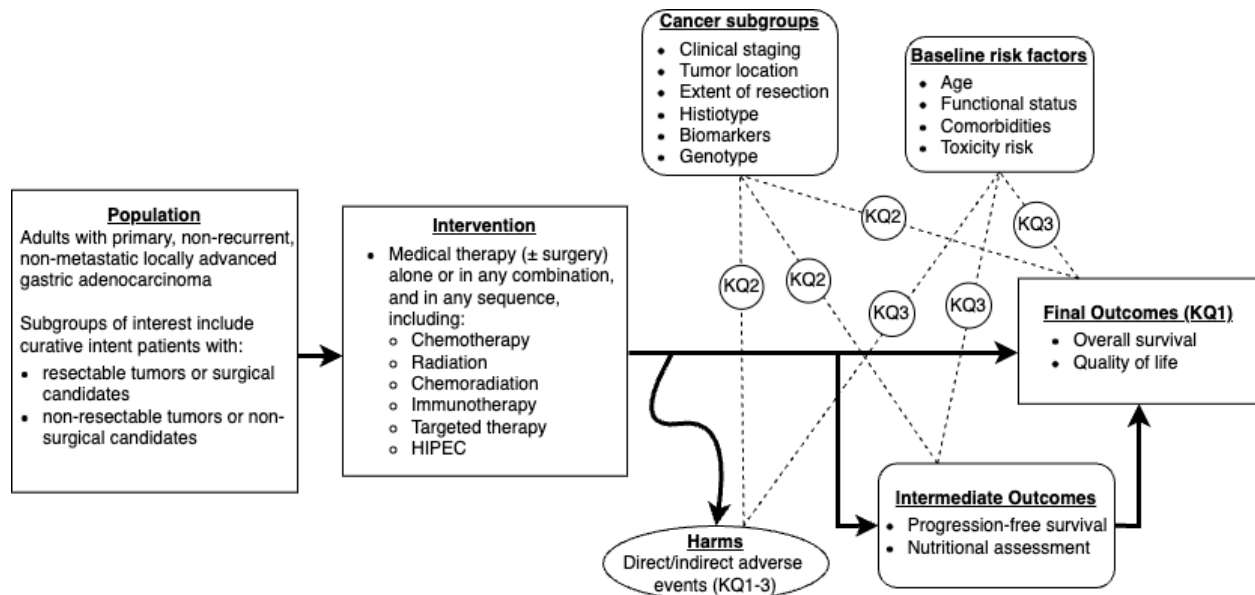 Cancer subgroups
• Clinical staging
• Tumor location
• Extent of resection
• Histiotype
• Biomarkers
• Genotype
Baseline risk factors
• Age
• Functional status
• Comorbidities
• Toxicity risk
Population
Adults with primary, non-recurrent,
non-metastatic locally advanced
gastric adenocarcinoma
Subgroups of interest include
curative intent patients with:
• resectable tumors or surgical
candidates
• non-resectable tumors or non-
surgical candidates
Intervention
• Medical therapy (± surgery)
alone or in any combination,
and in any sequence,
including:
○ Chemotherapy
○ Radiation
○ Chemoradiation
○ Immunotherapy
○ Targeted therapy
○ HIPEC
KQ2
KQ3
KQ2
KQ2
KQ3
KQ3
Final Outcomes (KQ1)
• Overall survival
• Quality of life
Intermediate Outcomes
• Progression-free survival
• Nutritional assessment
Harms
Direct/indirect adverse
events (KQ1-3)